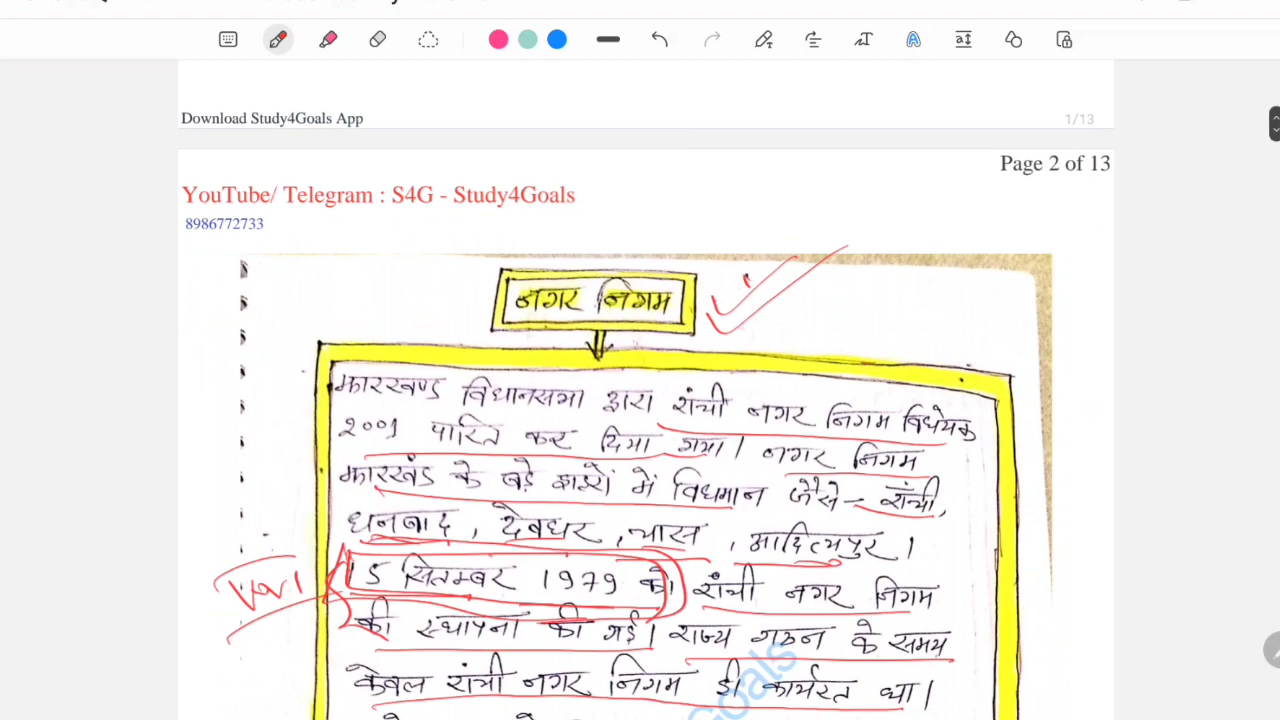 Download Study4Goals App
1/13
Page 2 of 13
YouTube/ Telegram : S4G - Study4Goals
8986772733
नगर निगम
झारखण्ड विधानसभा द्वारा रांची नगर निगम विधेयक
2001 पारित कर दिया गया। नगर निगम
झारखंड के बड़े शहरों में विधमान जैसे - रांची,
धनबाद, देवघर, चास, आदित्यपुर।
15 सितम्बर 1979 को रांची नगर निगम
की स्थापना की गई। राज्य गठन के समय
केवल रांची नगर निगम ही कार्यरत था।